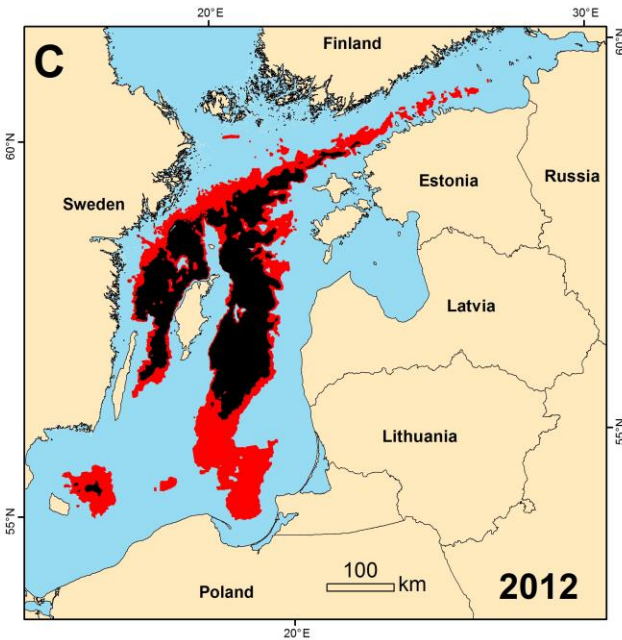 20°E
30°E
C
Finland
60°N
60°N
Estonia
Russia
Sweden
Latvia
Lithuania
55°N
55°N
100
km
Poland
2012
20°E